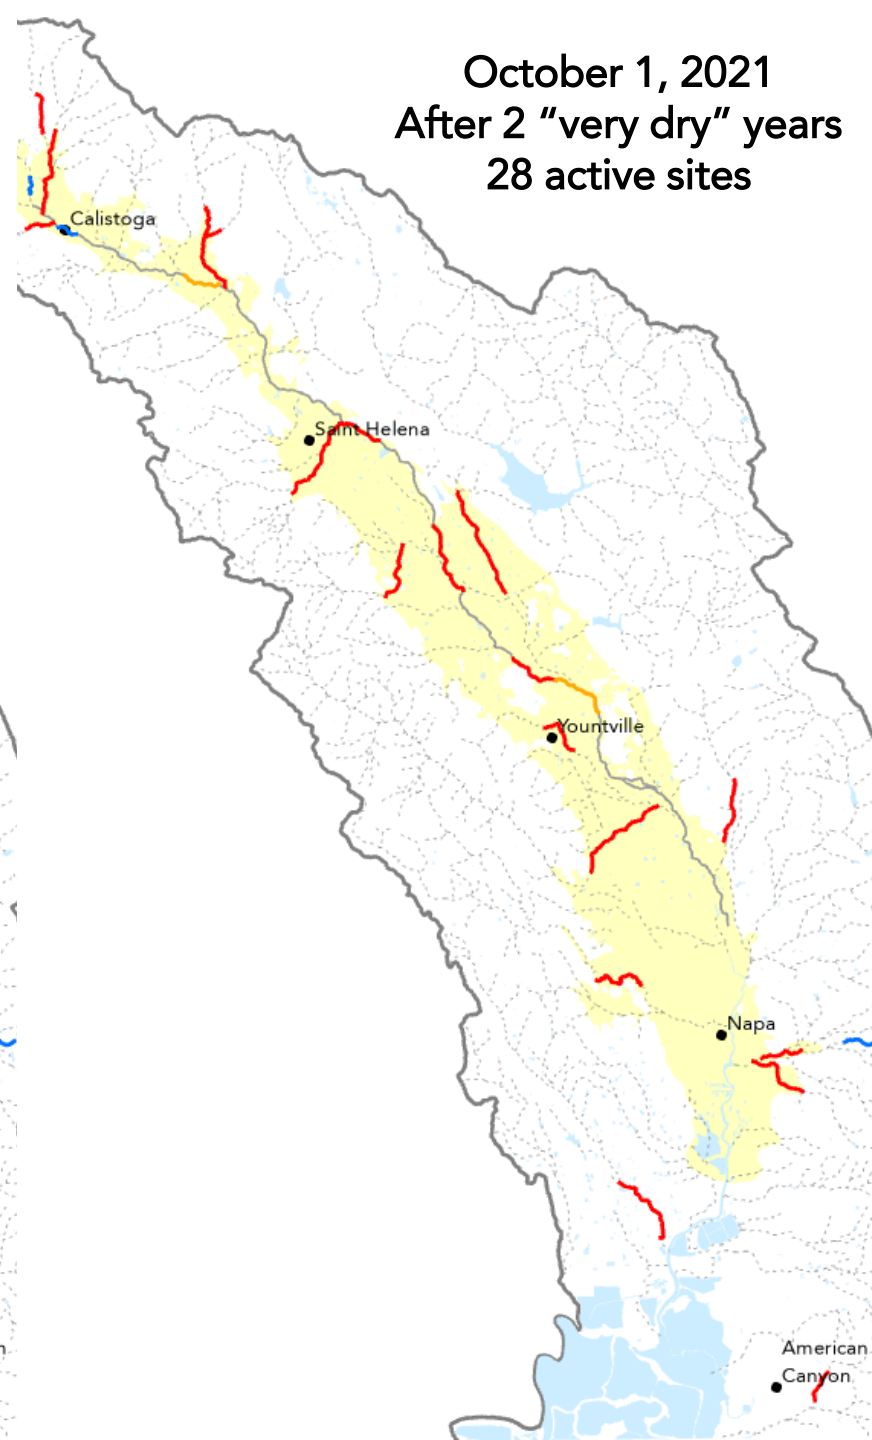 October 1, 2021
After 2 “very dry” years
28 active sites
Calistoga
Saint Helena
Yountville
Napa
American
Canyon
n